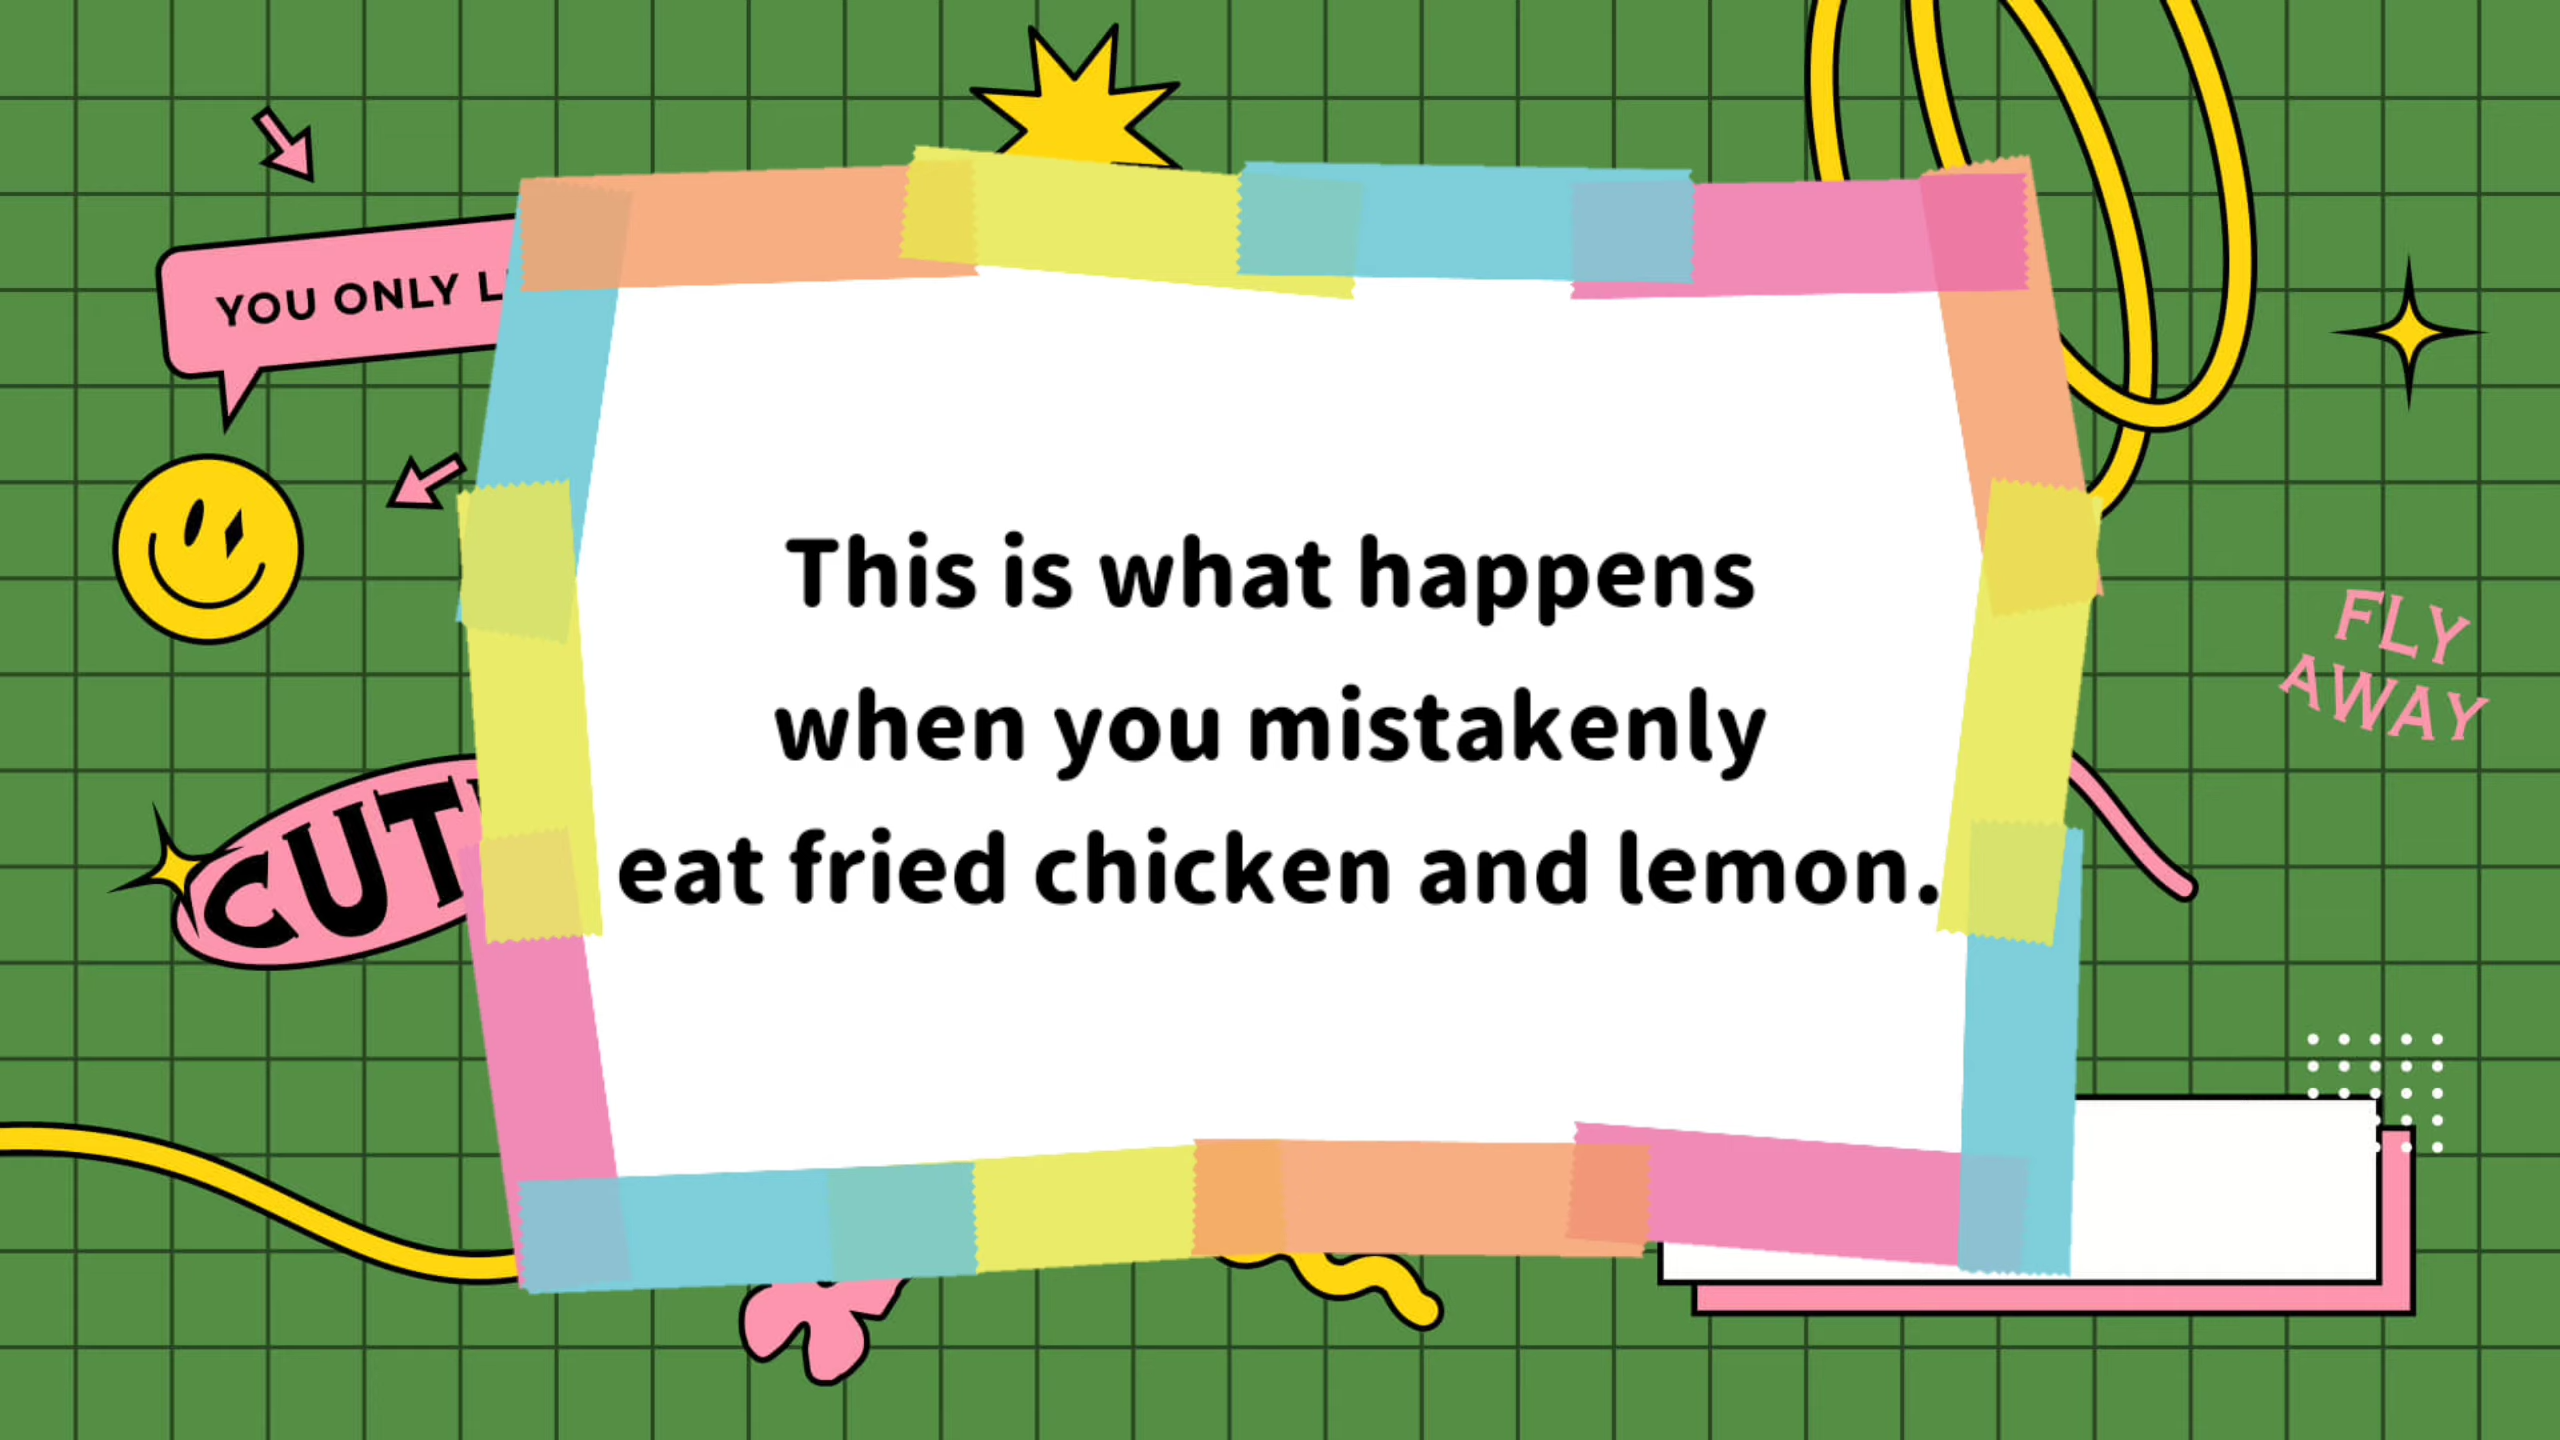 YOU ONLY L
This is what happens
when you mistakenly
eat fried chicken and lemon.
FLY
AWAY
CUT